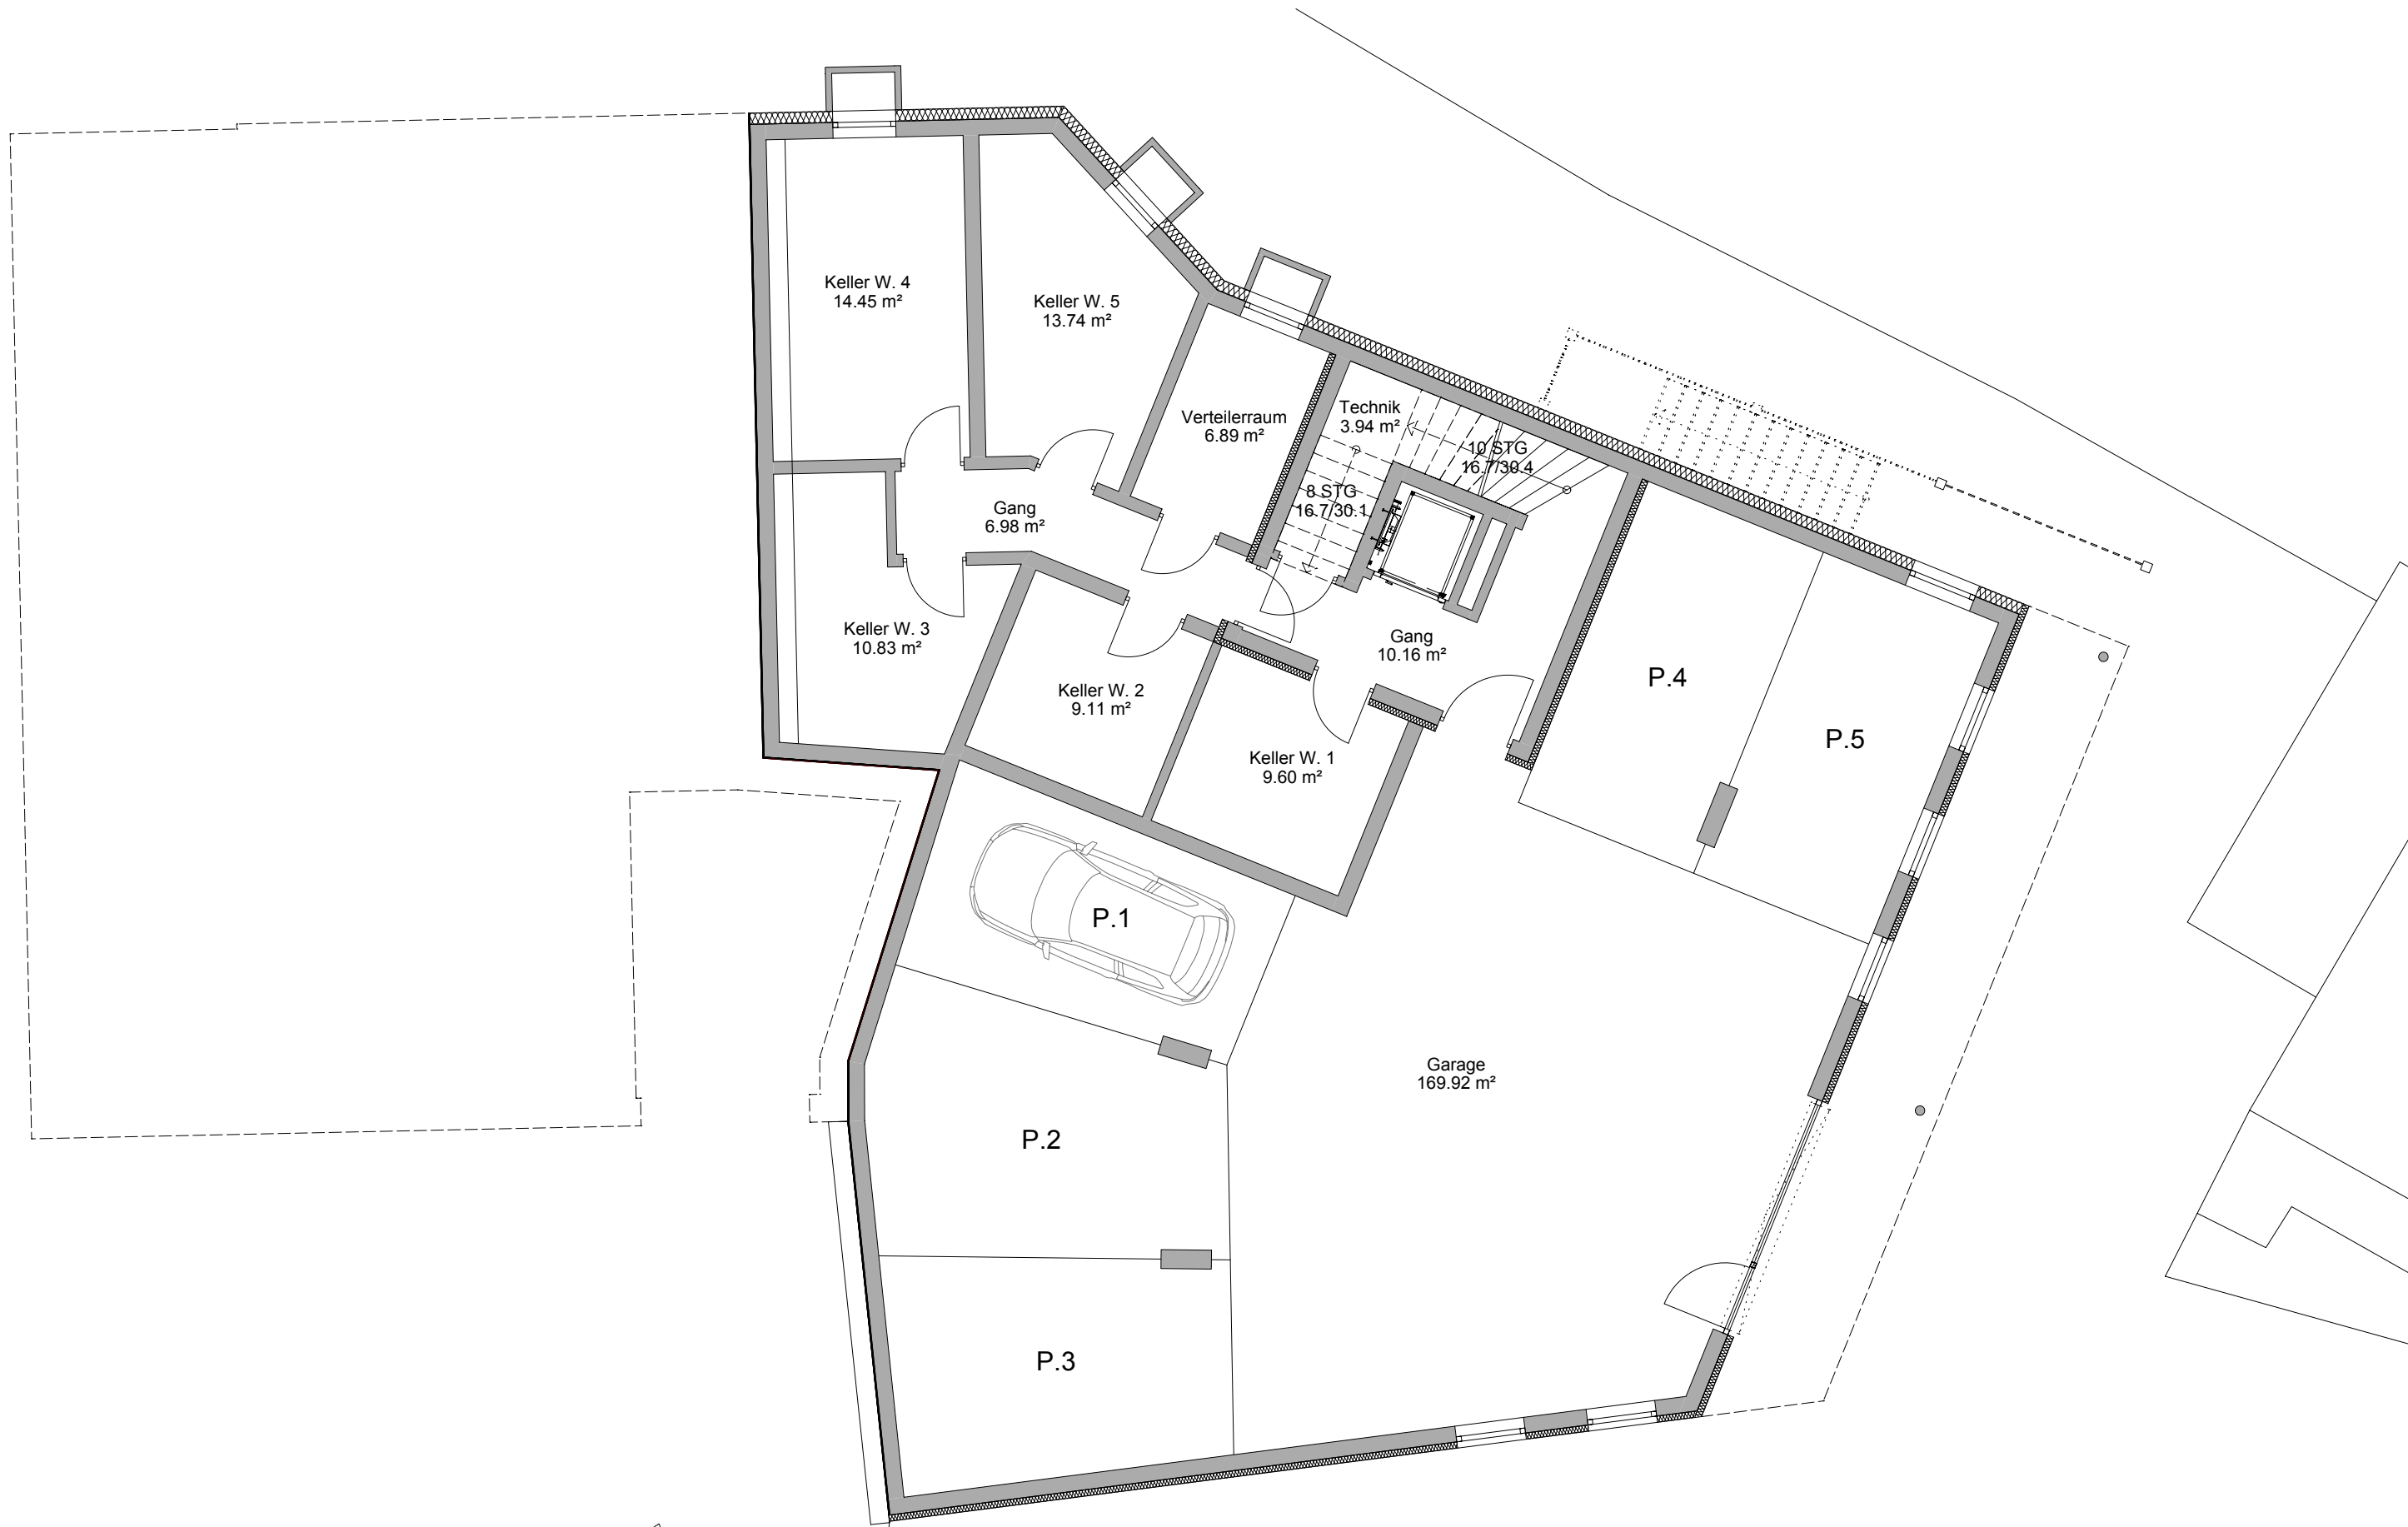 Keller W. 4
14.45 m²
Keller W. 5
13.74 m²
Verteilerraum
6.89 m²
Technik
3.94 m²
10 STG
16.7/30.4
8 STG
16.7/30.1
Gang
6.98 m²
Keller W. 3
10.83 m²
Keller W. 2
9.11 m²
Gang
10.16 m²
Keller W. 1
9.60 m²
P.4
P.5
P.1
Garage
169.92 m²
P.2
P.3